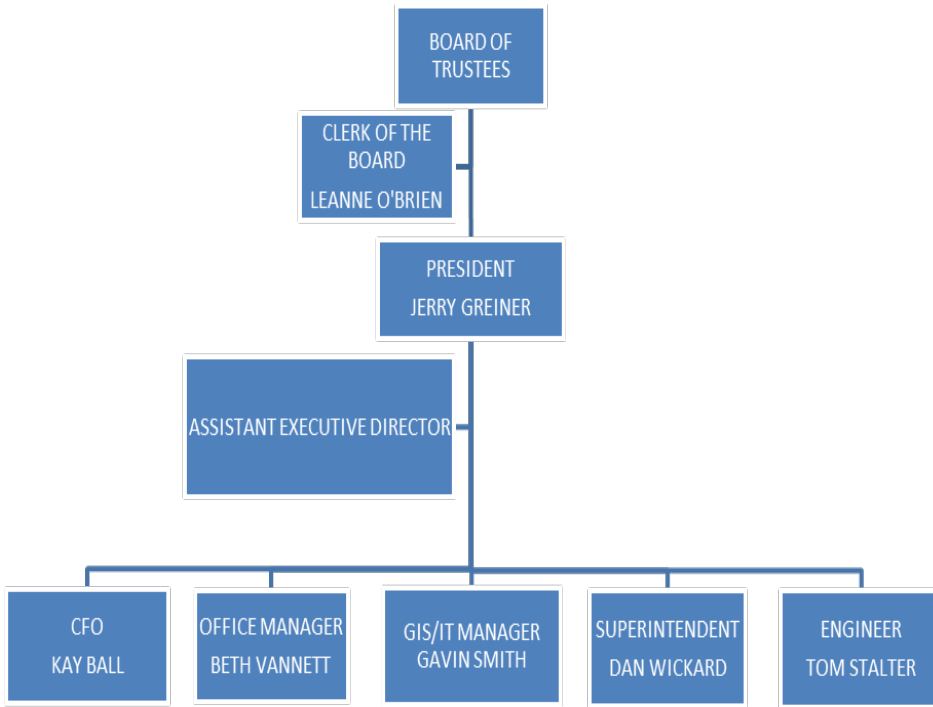 BOARD OF
TRUSTEES
CLERK OF THE
BOARD
LEANNE O'BRIEN
PRESIDENT
JERRY GREINER
ASSISTANT EXECUTIVE DIRECTOR
CFO
KAY BALL
OFFICE MANAGER
BETH VANNETT
GIS/IT MANAGER
GAVIN SMITH
SUPERINTENDENT
DAN WICKARD
ENGINEER
TOM STALTER